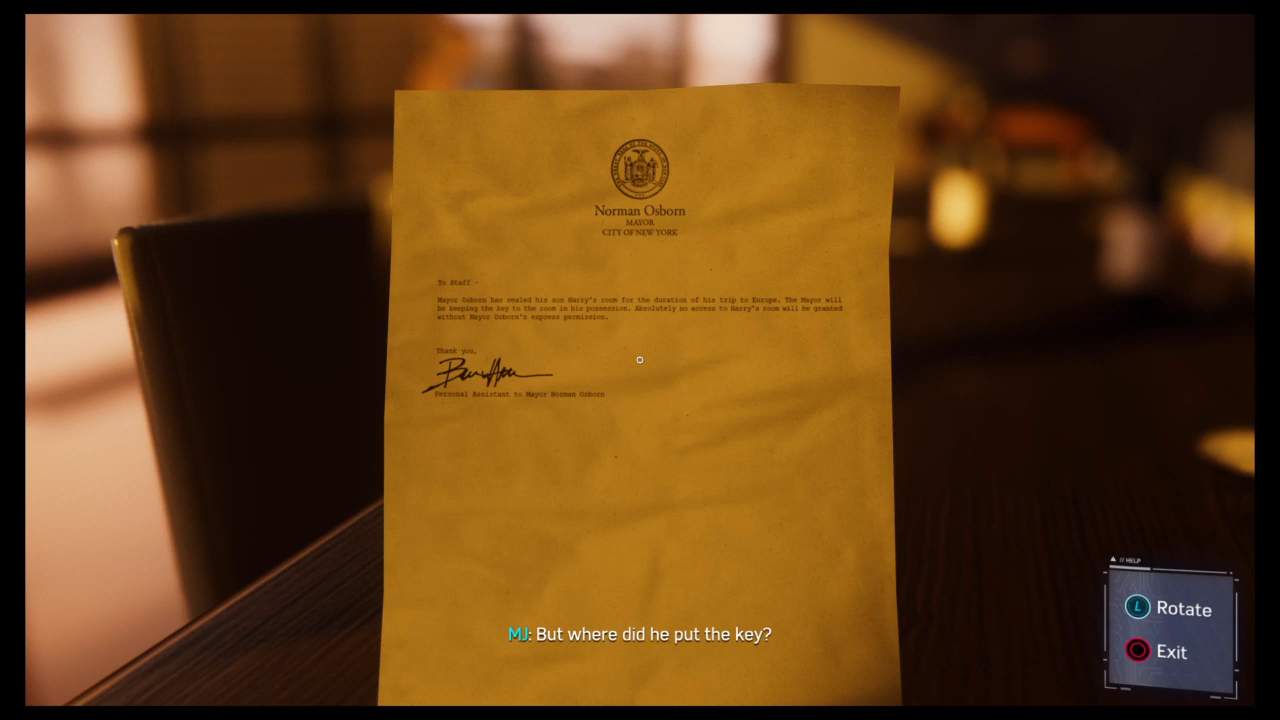 Norman Osborn
MAYOR
CITY OF NEW YORK
To Staff -
Mayor Osborn has sealed his son Harry's room for the duration of his trip to Europe. The Mayor will
be keeping the key to the room in his possession. Absolutely no access to Harry's room will be granted
without Mayor Osborn's express permission.
Thank you,
Personal Assistant to Mayor Norman Osborn
MJ: But where did he put the key?
// HELP
L Rotate
Exit